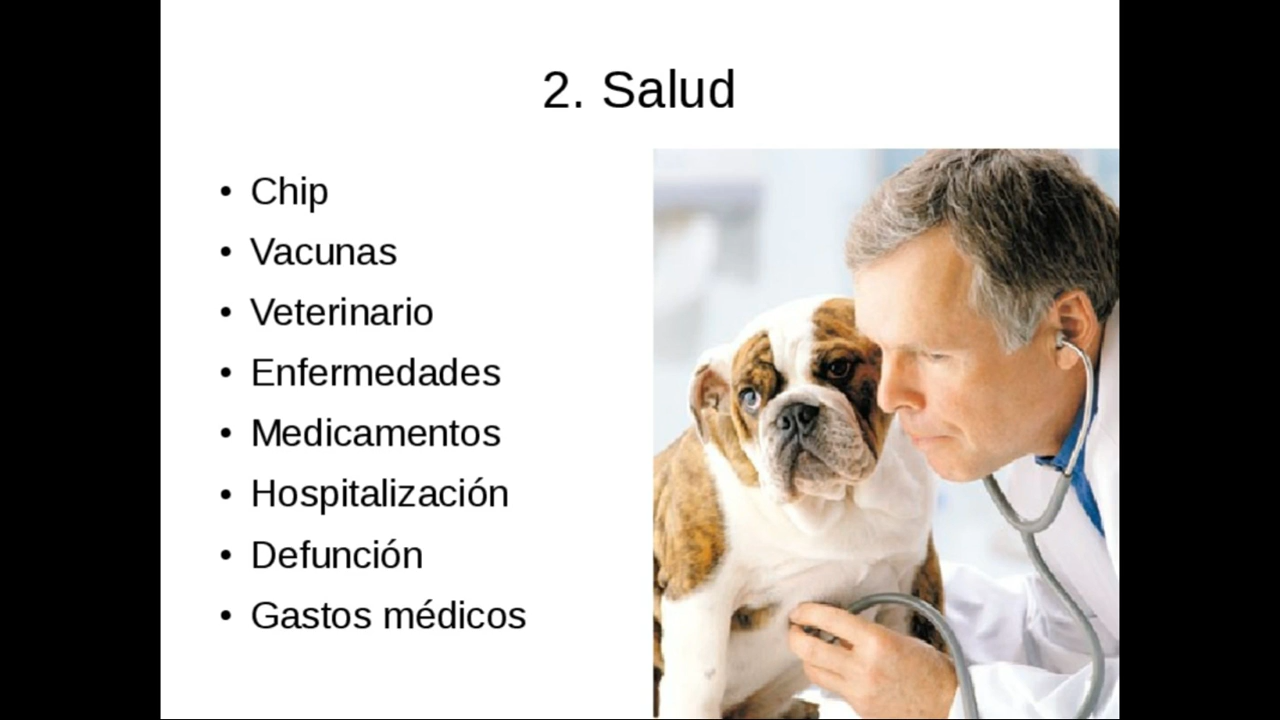 2. Salud
• Chip
• Vacunas
• Veterinario
• Enfermedades
• Medicamentos
• Hospitalización
• Defunción
• Gastos médicos